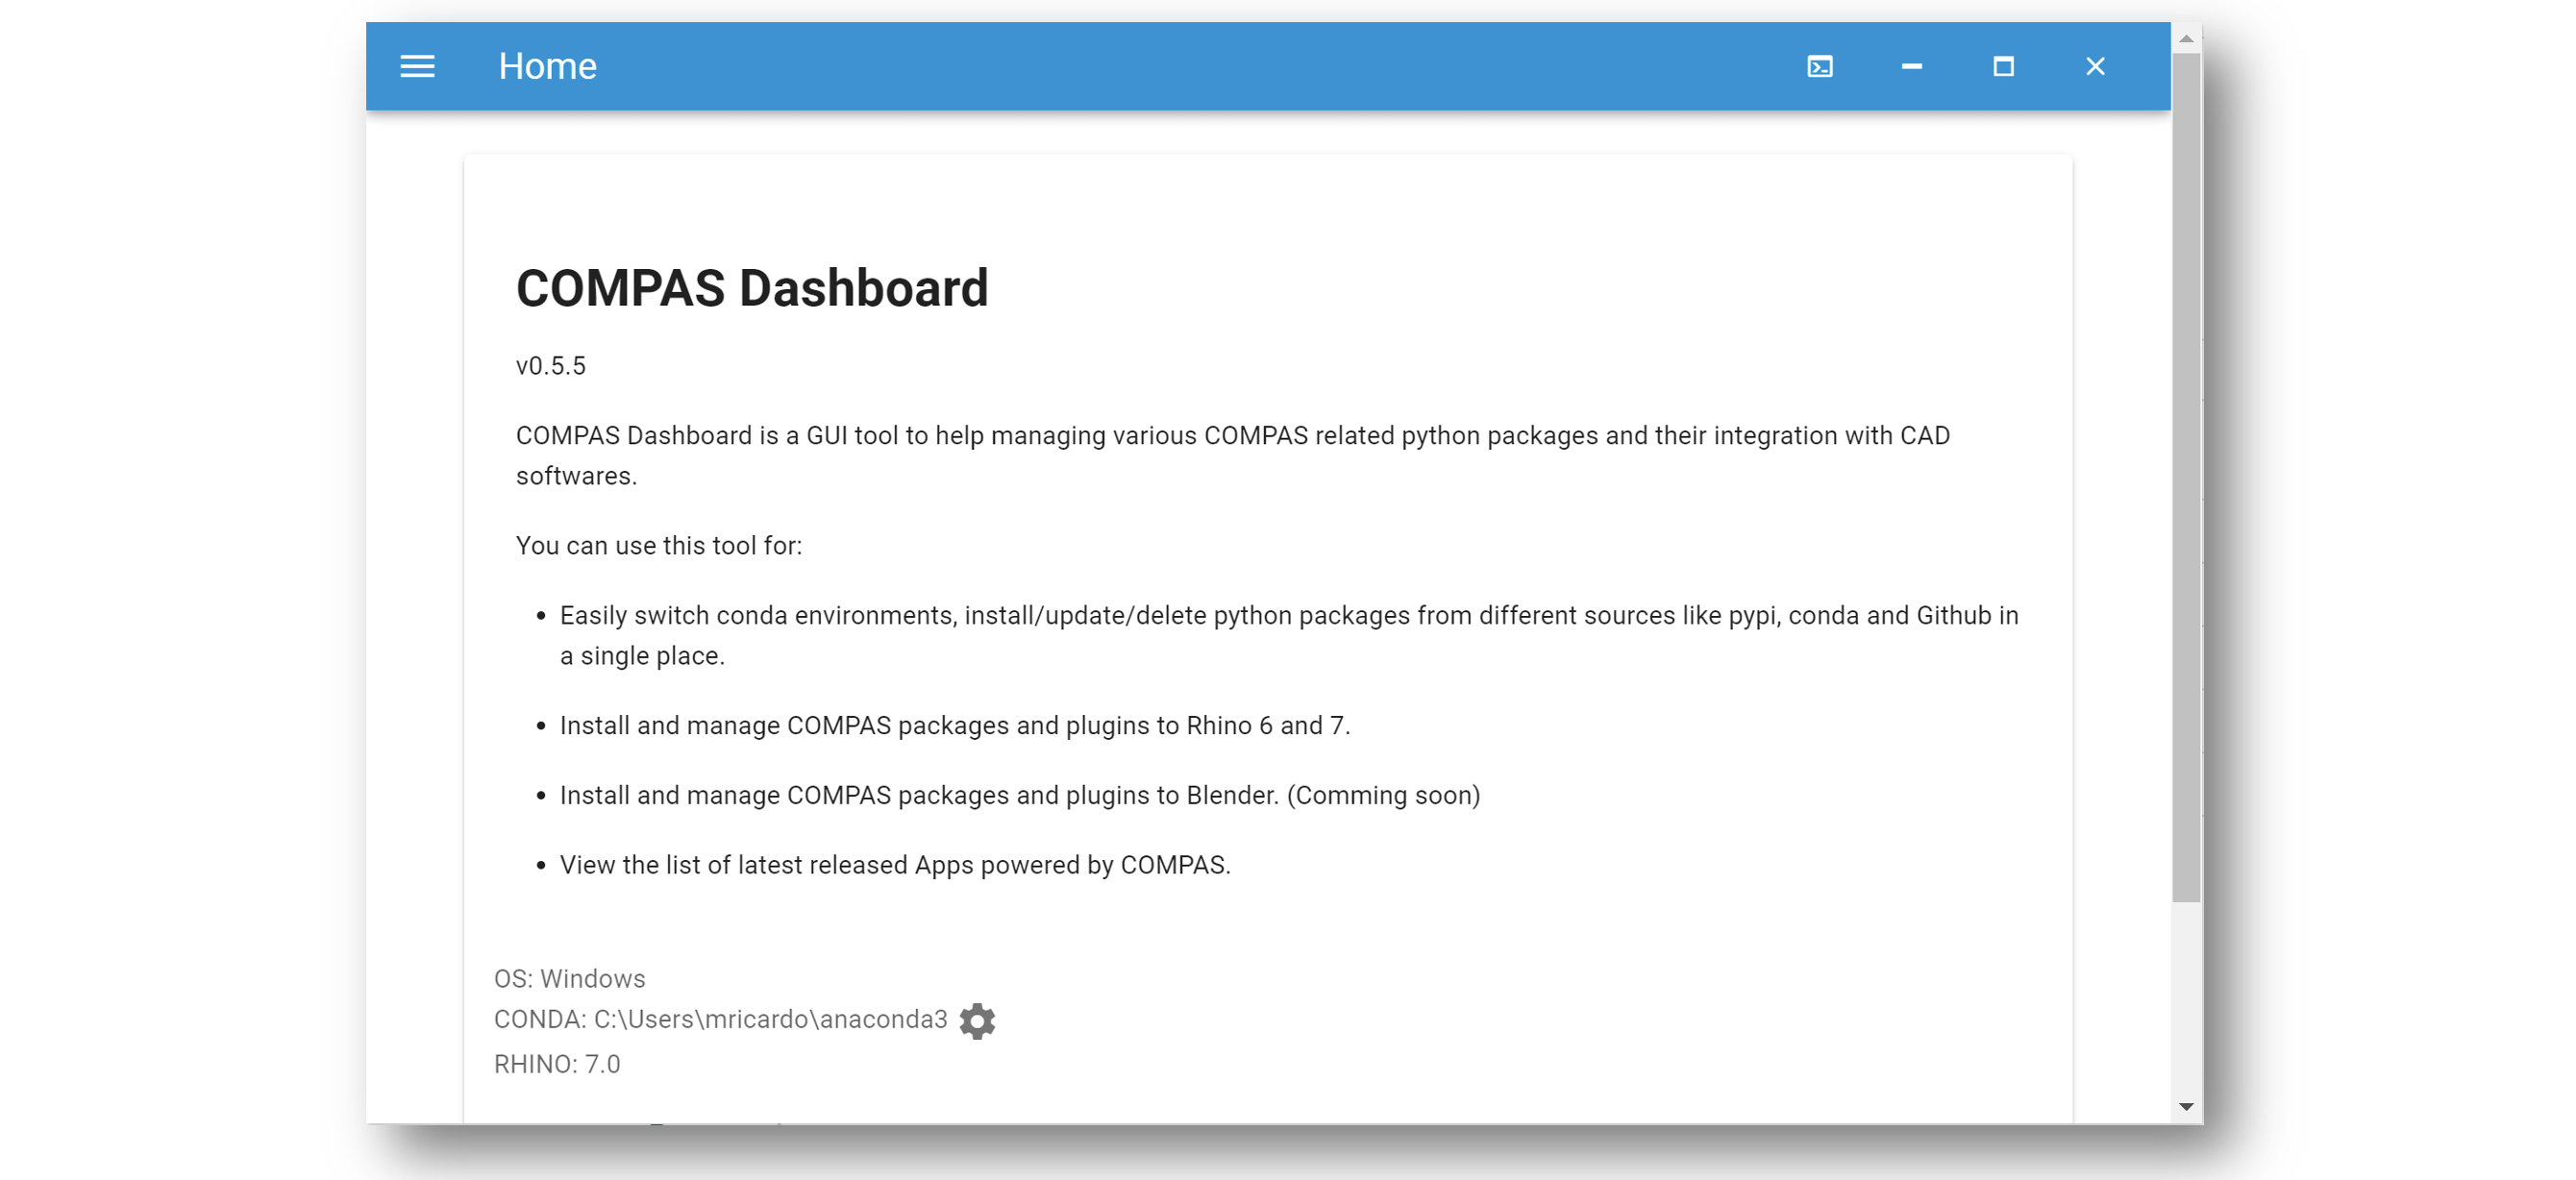 Home
COMPAS Dashboard
v0.5.5
COMPAS Dashboard is a GUI tool to help managing various COMPAS related python packages and their integration with CAD
softwares.
You can use this tool for:
• Easily switch conda environments, install/update/delete python packages from different sources like pypi, conda and Github in
a single place.
• Install and manage COMPAS packages and plugins to Rhino 6 and 7.
• Install and manage COMPAS packages and plugins to Blender. (Comming soon)
• View the list of latest released Apps powered by COMPAS.
OS: Windows
CONDA: C:\Users\mricardo\anaconda3
RHINO: 7.0